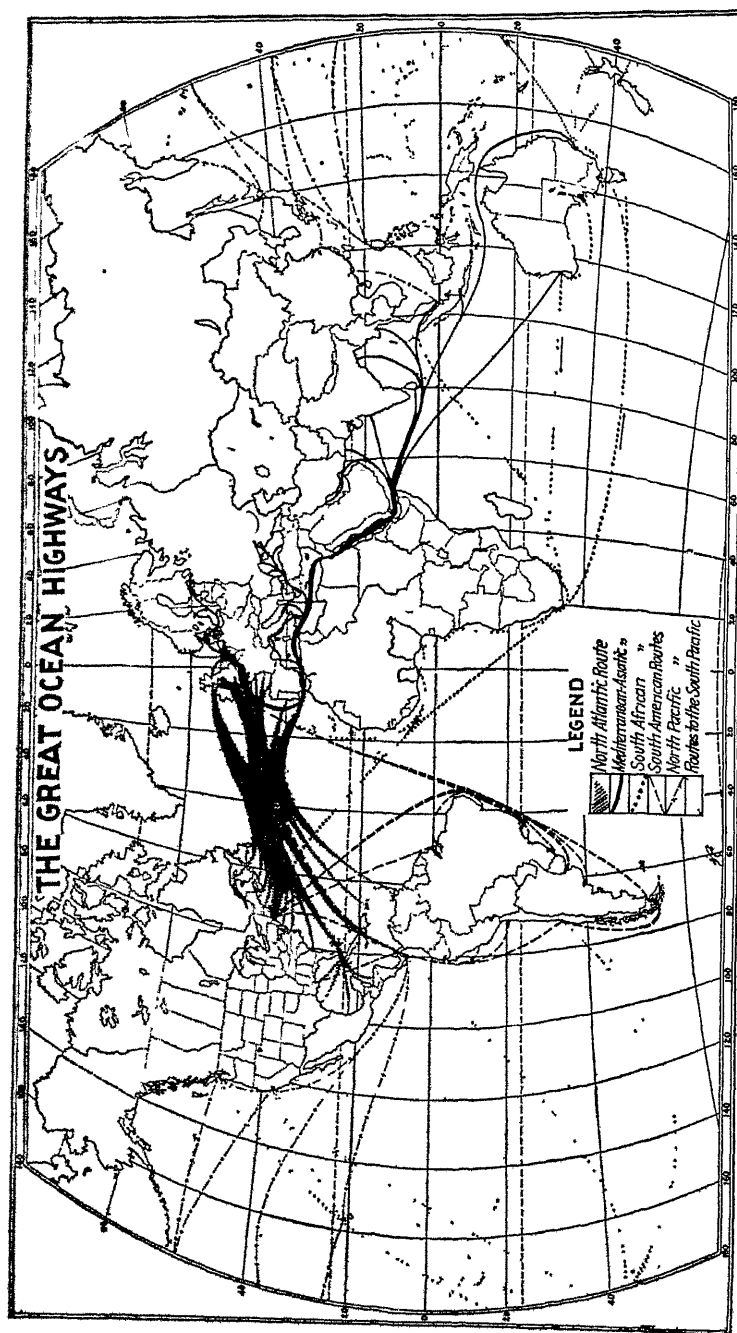 THE GREAT OCEAN HIGHWAYS
LEGEND
North Atlantic Route
Mediterranean-Asiatic "
South African "
South American Routes
North Pacific "
Routes to the South Pacific